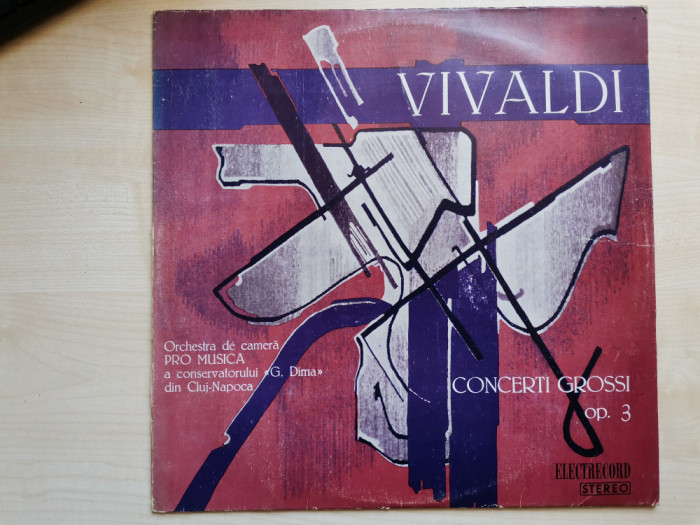 VIVALDI
Orchestra de cameră
PRO MUSICA
a conservatorului «G. Dima»
din Cluj-Napoca
CONCERTI GROSSI
op. 3
ELECTRECORD
STEREO